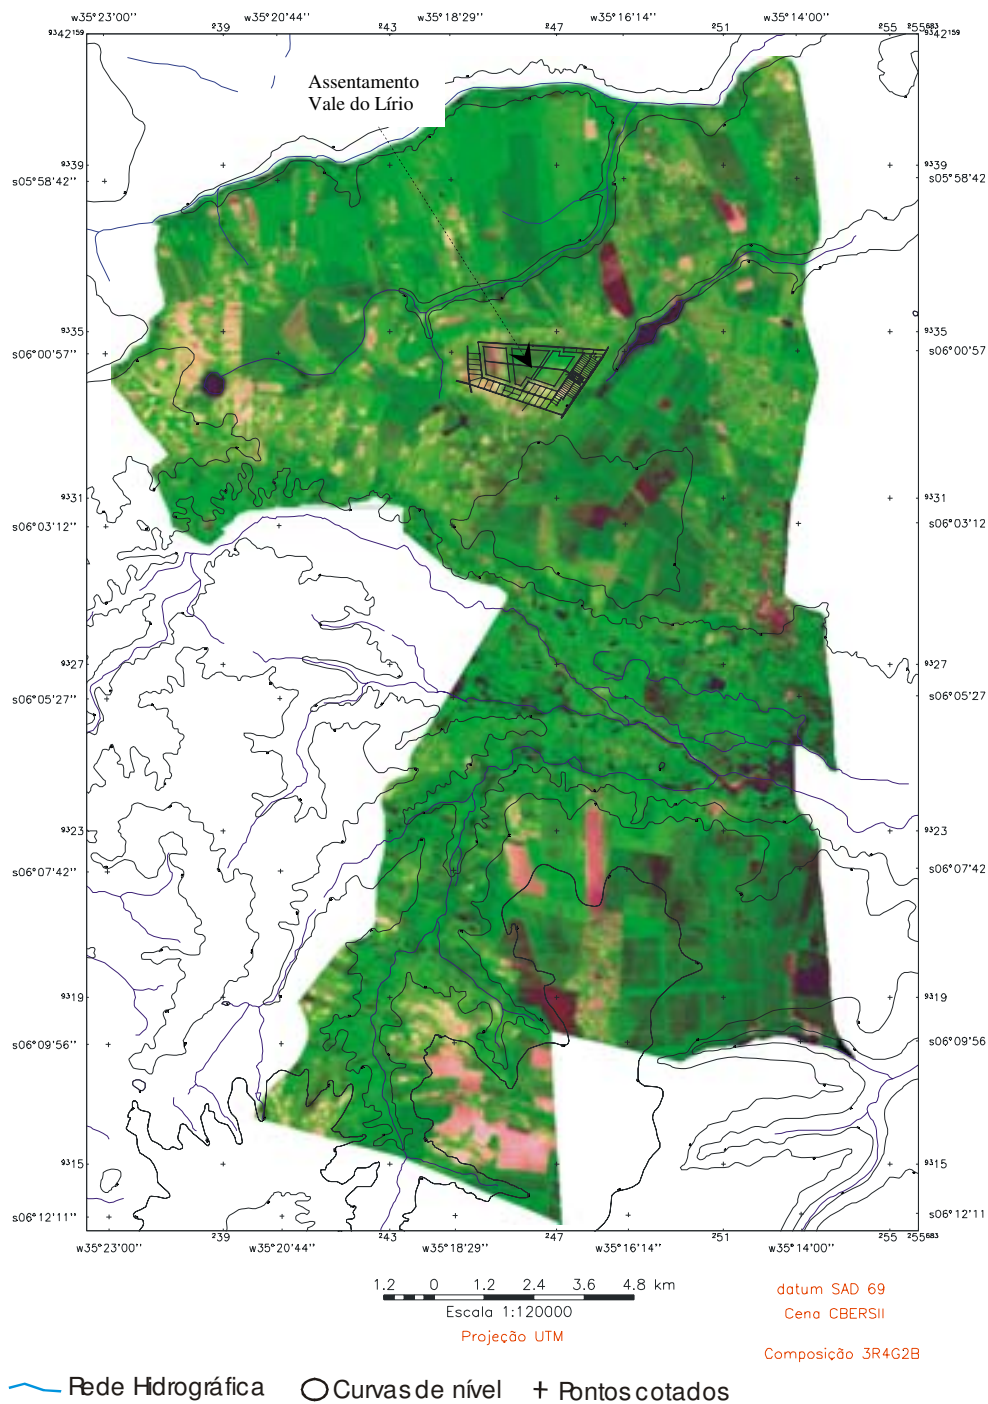 w35°23'00'' w35°20'44'' w35°18'29'' w35°16'14'' w35°14'00''
²39 ²43 ²47 ²51 ²55 ²55⁶⁸³
⁹³42¹⁵⁹ ⁹³42¹⁵⁹
Assentamento
Vale do Lírio
⁹³39 ⁹³39
s05°58'42'' s05°58'42
⁹³35 ⁹³35
s06°00'57'' s06°00'57
⁹³31 ⁹³31
s06°03'12'' s06°03'12
⁹³27 ⁹³27
s06°05'27'' s06°05'27
⁹³23 ⁹³23
s06°07'42'' s06°07'42
⁹³19 ⁹³19
s06°09'56'' s06°09'56
⁹³15 ⁹³15
s06°12'11'' s06°12'11
²39 ²43 ²47 ²51 ²55 ²55⁶⁸³
w35°23'00'' w35°20'44'' w35°18'29'' w35°16'14'' w35°14'00''
1.2 0 1.2 2.4 3.6 4.8 km
Escala 1:120000
Projeção UTM
datum SAD 69
Cena CBERSII
Composição 3R4G2B
Rede Hidrográfica Curvas de nível Pontos cotados